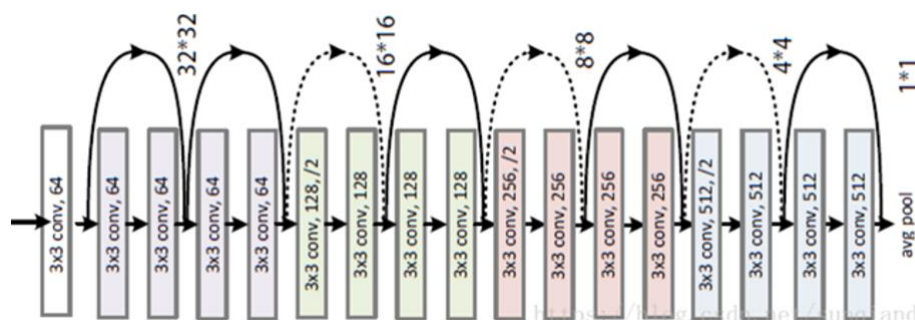 32*32
16*16
8*8
4*4
1*1
3x3 conv, 64
3x3 conv, 64
3x3 conv, 64
3x3 conv, 64
3x3 conv, 64
3x3 conv, 128, /2
3x3 conv, 128
3x3 conv, 128
3x3 conv, 128
3x3 conv, 256, /2
3x3 conv, 256
3x3 conv, 256
3x3 conv, 256
3x3 conv, 512, /2
3x3 conv, 512
3x3 conv, 512
3x3 conv, 512
avg pool